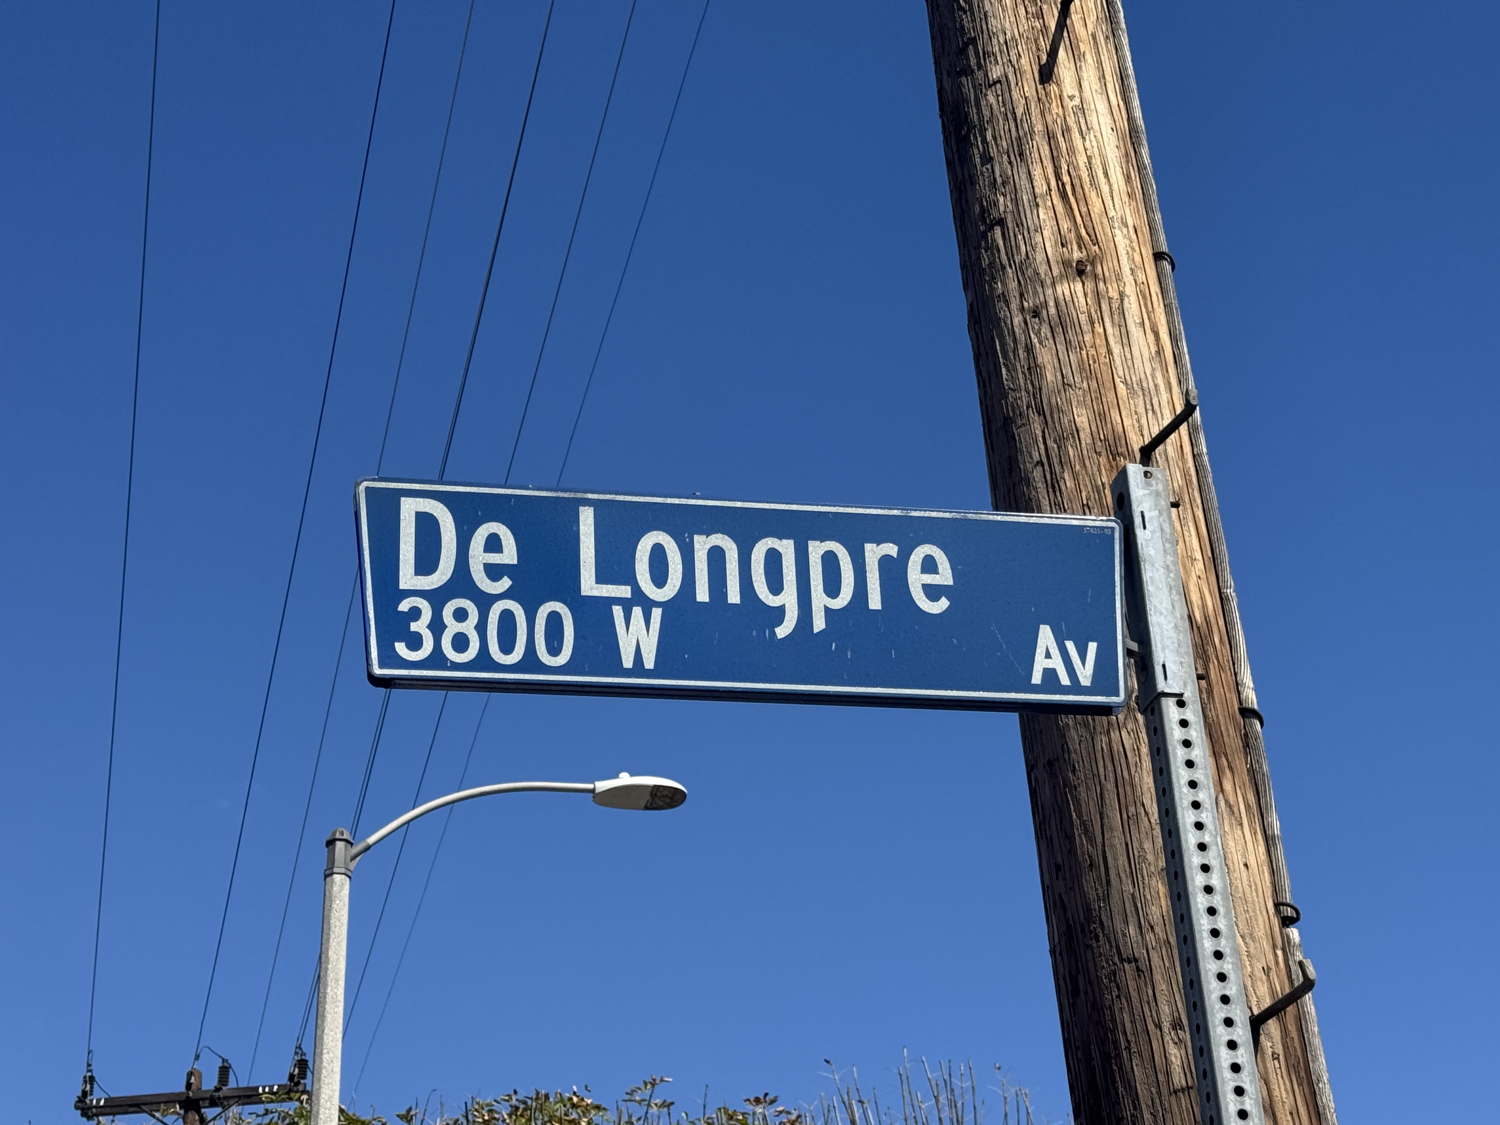 De Longpre
3800 W Av